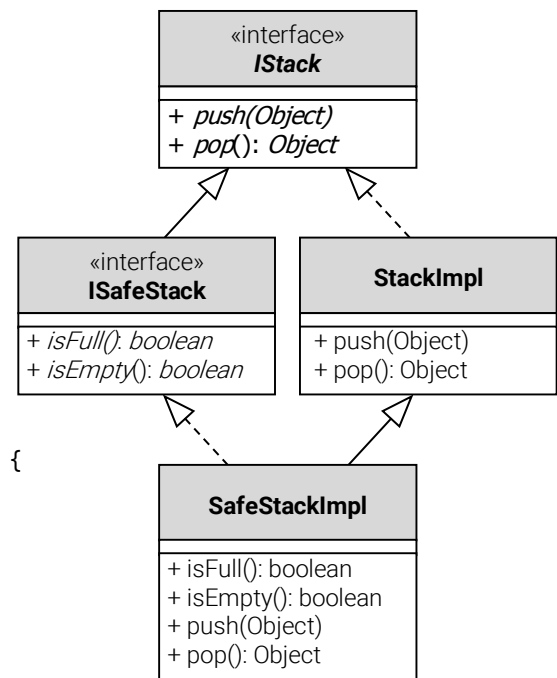 «interface»
IStack
+ push(Object)
+ pop(): Object
«interface»
ISafeStack
+ isFull(): boolean
+ isEmpty(): boolean
StackImpl
+ push(Object)
+ pop(): Object
{
SafeStackImpl
+ isFull(): boolean
+ isEmpty(): boolean
+ push(Object)
+ pop(): Object